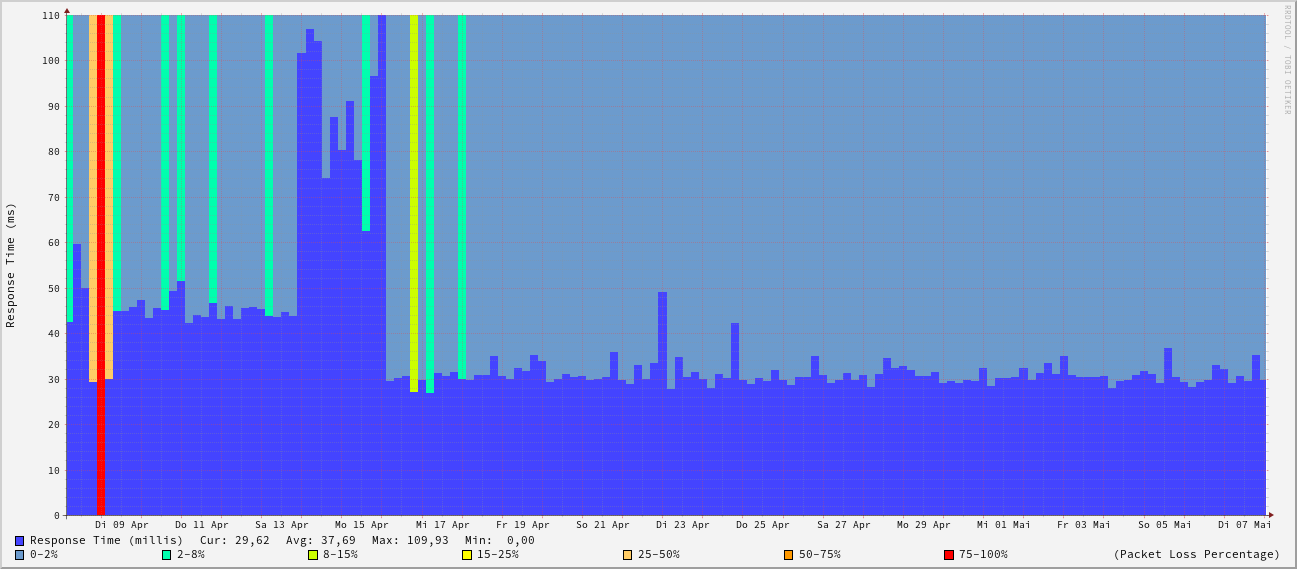 RRDTOOL / TOBI OETIKER
Response Time (ms)
110
100
90
80
70
60
50
40
30
20
10
0
Di 09 Apr Do 11 Apr Sa 13 Apr Mo 15 Apr Mi 17 Apr Fr 19 Apr So 21 Apr Di 23 Apr Do 25 Apr Sa 27 Apr Mo 29 Apr Mi 01 Mai Fr 03 Mai So 05 Mai Di 07 Mai
Response Time (millis) Cur: 29,62 Avg: 37,69 Max: 109,93 Min: 0,00
0-2% 2-8% 8-15% 15-25% 25-50% 50-75% 75-100% (Packet Loss Percentage)